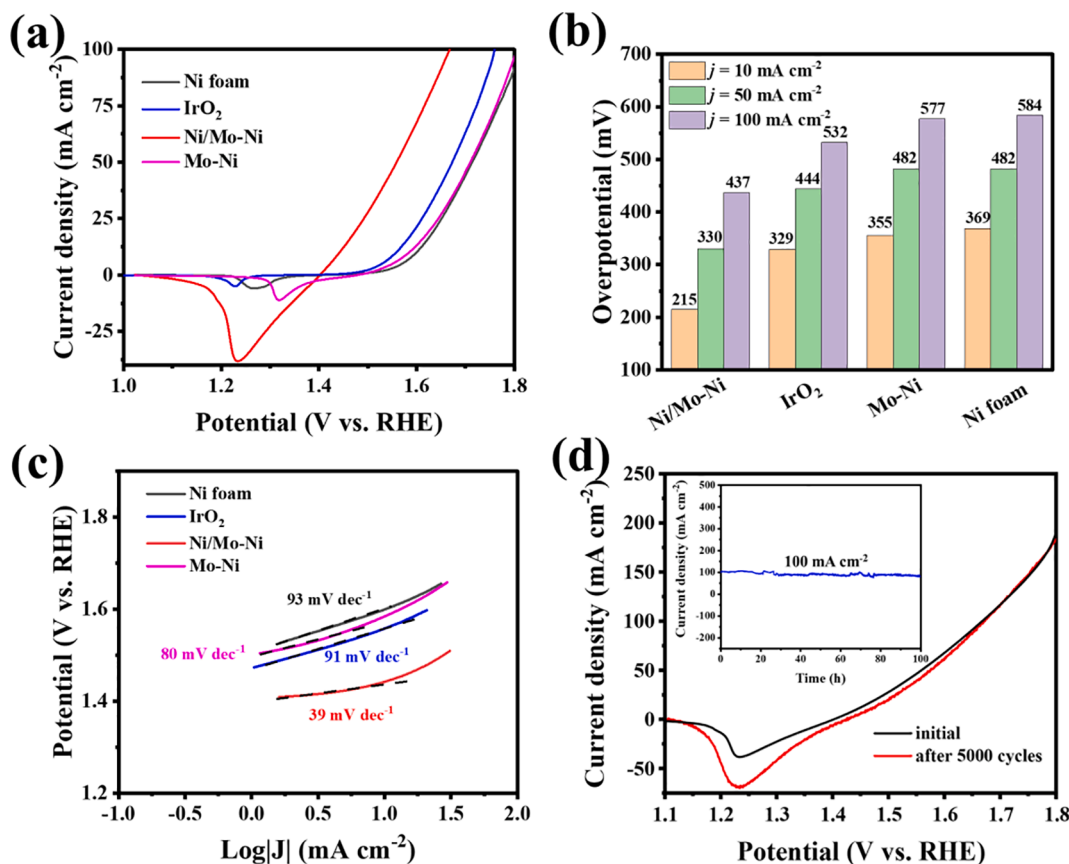 (a)
Current density (mA cm⁻²)
100
75
50
25
0
-25
Ni foam
IrO₂
Ni/Mo-Ni
Mo-Ni
1.0 1.2 1.4 1.6 1.8
Potential (V vs. RHE)
(b)
Overpotential (mV)
700
600
500
400
300
200
100
j = 10 mA cm⁻²
j = 50 mA cm⁻²
j = 100 mA cm⁻²
215 330 437
329 444 532
355 482 577
369 482 584
Ni/Mo-Ni IrO₂ Mo-Ni Ni foam
(c)
Potential (V vs. RHE)
1.8
1.6
1.4
1.2
Ni foam
IrO₂
Ni/Mo-Ni
Mo-Ni
93 mV dec⁻¹
80 mV dec⁻¹
91 mV dec⁻¹
39 mV dec⁻¹
-1.0 -0.5 0.0 0.5 1.0 1.5 2.0
Log|J| (mA cm⁻²)
(d)
Current density (mA cm⁻²)
250
200
150
100
50
0
-50
Current density (mA cm⁻²)
500
400
300
200
100
0
-100
-200
100 mA cm⁻²
0 20 40 60 80 100
Time (h)
initial
after 5000 cycles
1.1 1.2 1.3 1.4 1.5 1.6 1.7 1.8
Potential (V vs. RHE)